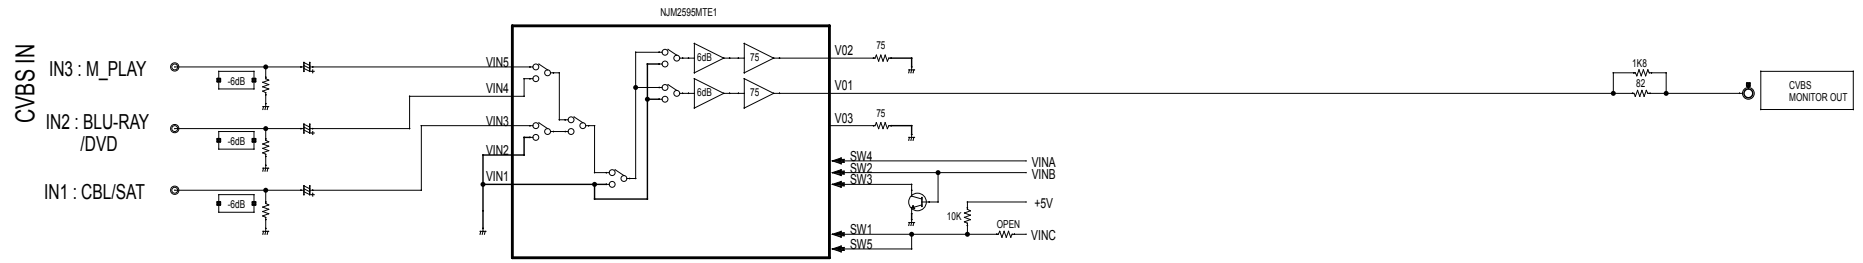 NJM2595MTE1
CVBS IN
IN3 : M_PLAY
-6dB
IN2 : BLU-RAY
/DVD
-6dB
IN1 : CBL/SAT
-6dB
VIN5
VIN4
VIN3
VIN2
VIN1
6dB
75
6dB
75
V02
75
V01
V03
75
SW4
VINA
SW2
VINB
SW3
+5V
10K
OPEN
SW1
VINC
SW5
1K8
82
CVBS
MONITOR OUT